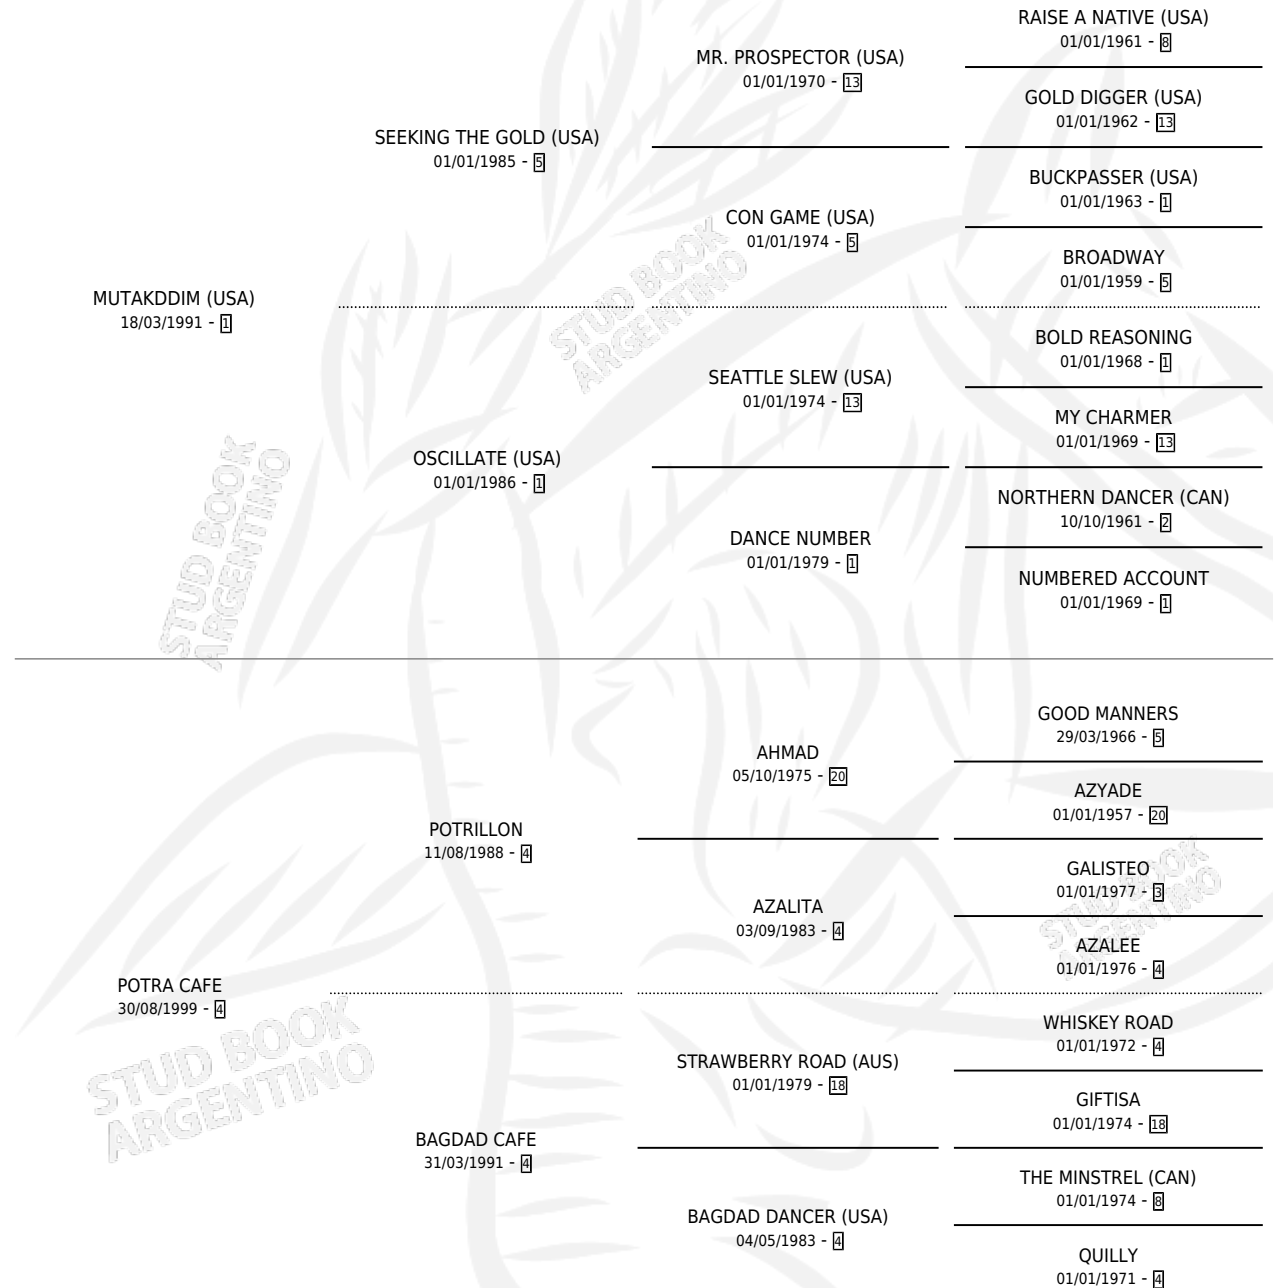 RAISE A NATIVE (USA)
01/01/1961 - 8
MR. PROSPECTOR (USA)
01/01/1970 - 13
GOLD DIGGER (USA)
01/01/1962 - 13
SEEKING THE GOLD (USA)
01/01/1985 - 5
BUCKPASSER (USA)
01/01/1963 - 1
CON GAME (USA)
01/01/1974 - 5
BROADWAY
01/01/1959 - 5
MUTAKDDIM (USA)
18/03/1991 - 1
BOLD REASONING
01/01/1968 - 1
SEATTLE SLEW (USA)
01/01/1974 - 13
MY CHARMER
01/01/1969 - 13
OSCILLATE (USA)
01/01/1986 - 1
NORTHERN DANCER (CAN)
10/10/1961 - 2
DANCE NUMBER
01/01/1979 - 1
NUMBERED ACCOUNT
01/01/1969 - 1
GOOD MANNERS
29/03/1966 - 5
AHMAD
05/10/1975 - 20
AZYADE
01/01/1957 - 20
POTRILLON
11/08/1988 - 4
GALISTEO
01/01/1977 - 3
AZALITA
03/09/1983 - 4
AZALEE
01/01/1976 - 4
POTRA CAFE
30/08/1999 - 4
WHISKEY ROAD
01/01/1972 - 4
STRAWBERRY ROAD (AUS)
01/01/1979 - 18
GIFTISA
01/01/1974 - 18
BAGDAD CAFE
31/03/1991 - 4
THE MINSTREL (CAN)
01/01/1974 - 8
BAGDAD DANCER (USA)
04/05/1983 - 4
QUILLY
01/01/1971 - 4
STUD BOOK
ARGENTINO
STUD BOOK
ARGENTINO
STUD BOOK
ARGENTINO
STUD BOOK
ARGENTINO